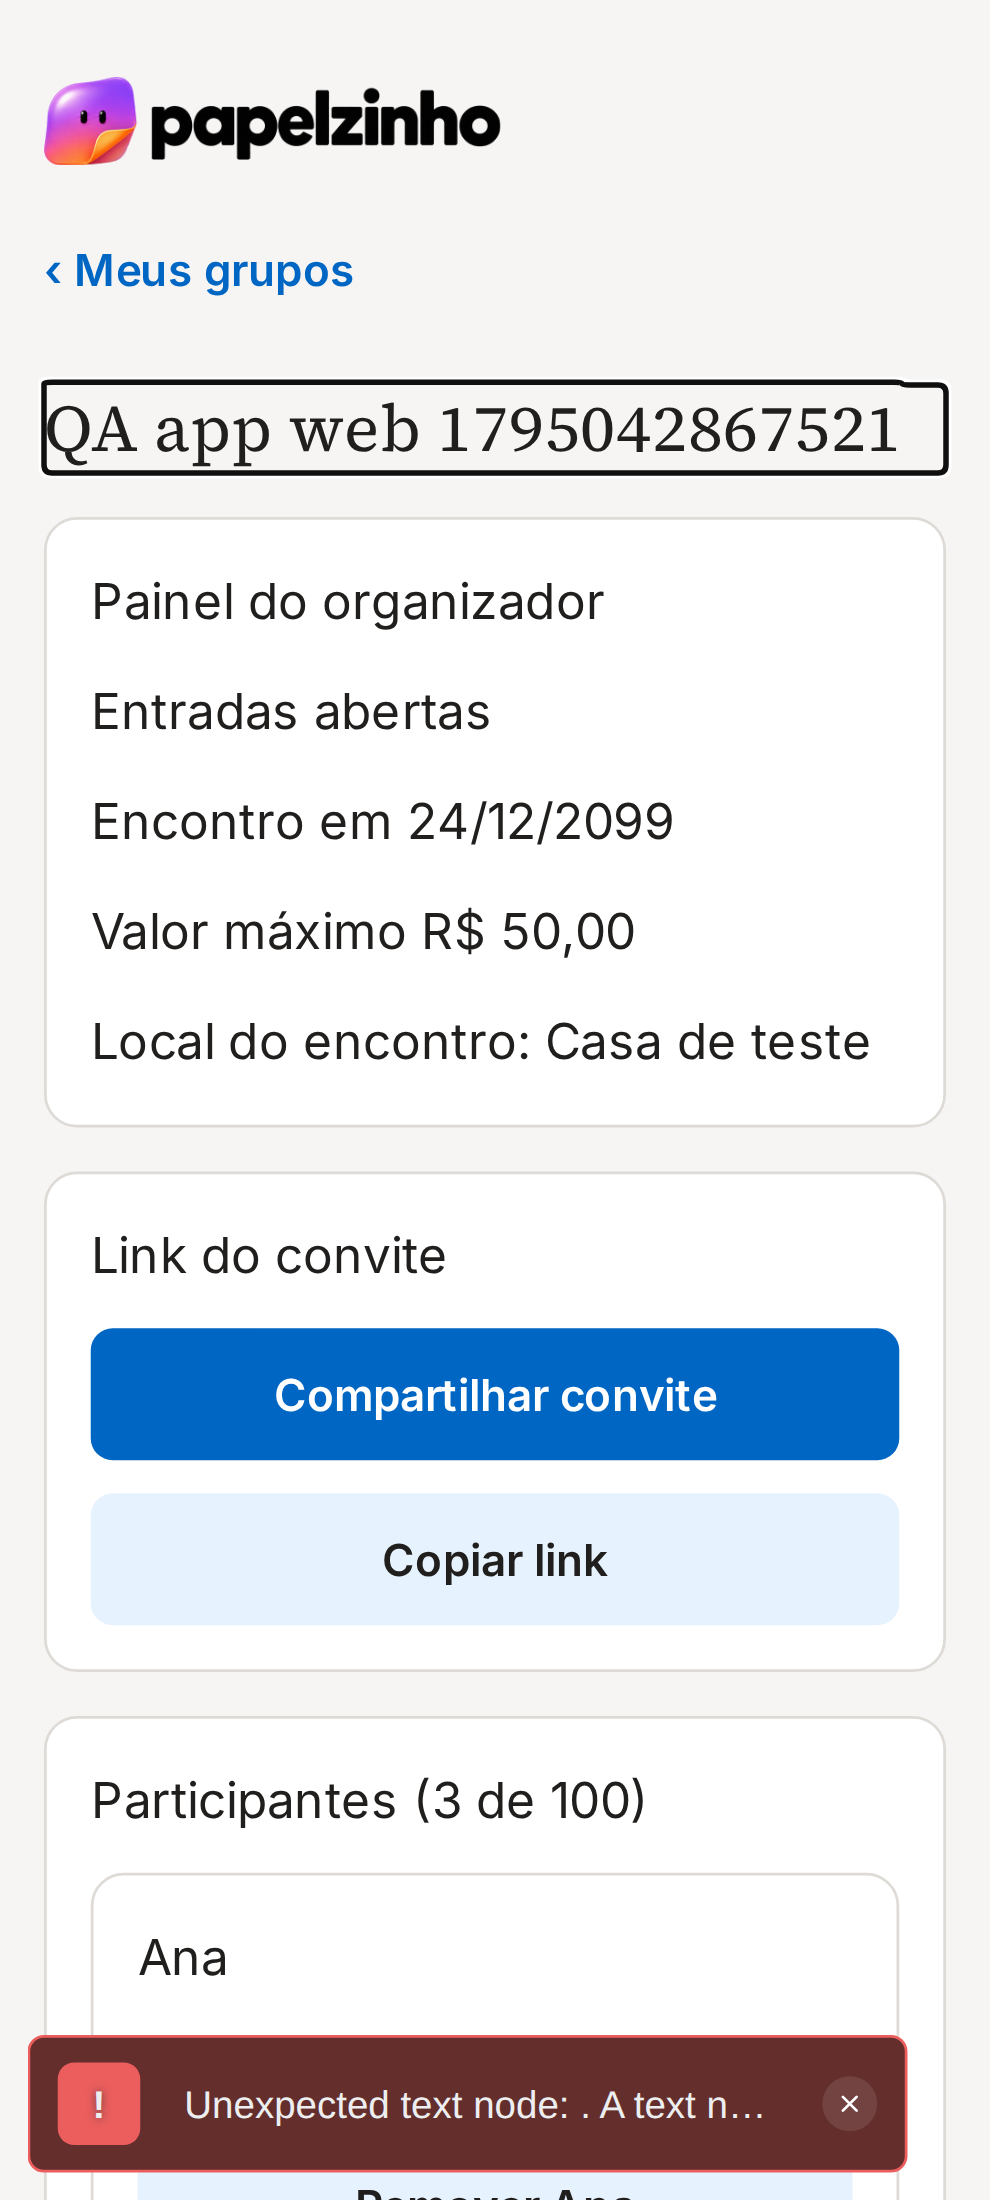 papelzinho
‹ Meus grupos
QA app web 1795042867521
Painel do organizador
Entradas abertas
Encontro em 24/12/2099
Valor máximo R$ 50,00
Local do encontro: Casa de teste
Link do convite
Compartilhar convite
Copiar link
Participantes (3 de 100)
Ana
! Unexpected text node: . A text n… ×
Remover Ana